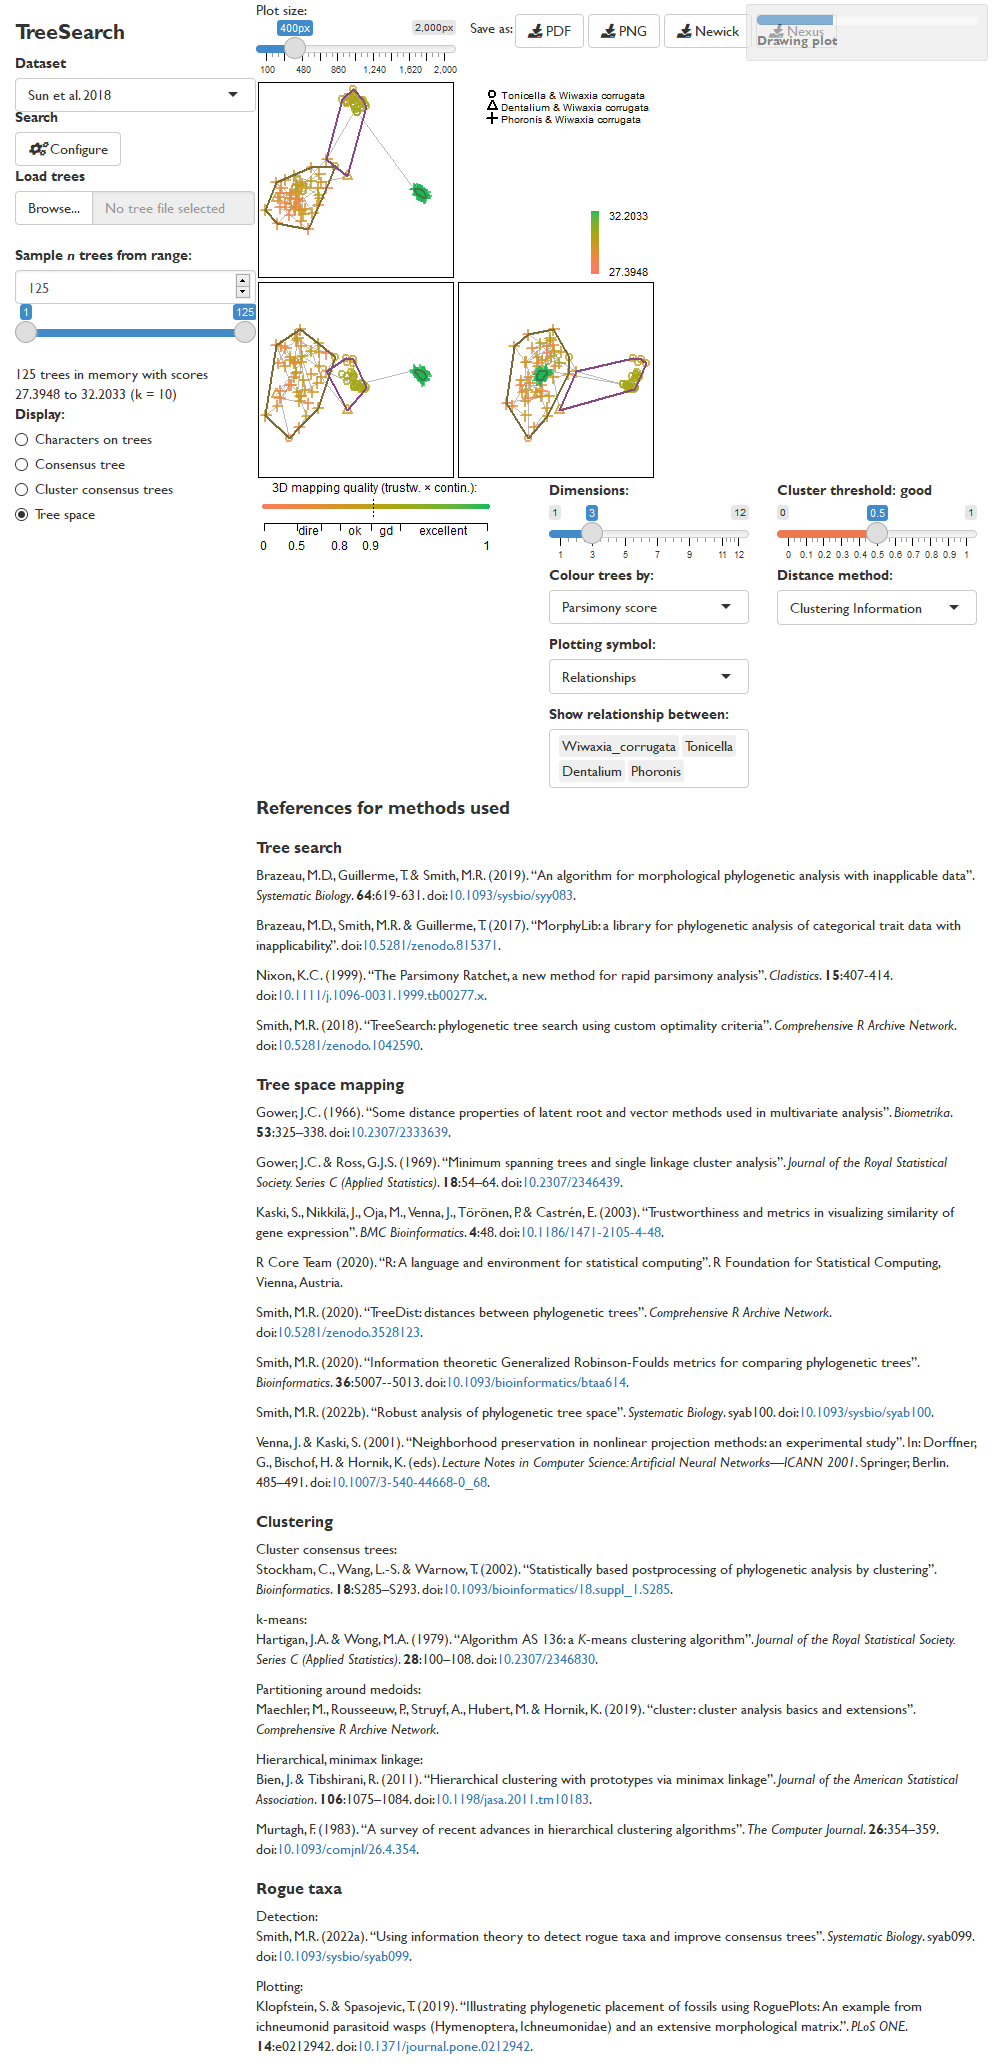 TreeSearch
Dataset
Sun et al. 2018
Search
Configure
Load trees
Browse... No tree file selected
Sample n trees from range:
125
1 125
125 trees in memory with scores
27.3948 to 32.2033 (k = 10)
Display:
Characters on trees
Consensus tree
Cluster consensus trees
Tree space
Plot size:
400px 2,000px
100 480 860 1,240 1,620 2,000
Save as: PDF PNG Newick Nexus
Drawing plot
Tonicella & Wiwaxia corrugata
Dentalium & Wiwaxia corrugata
Phoronis & Wiwaxia corrugata
32.2033
27.3948
3D mapping quality (trustw. × contin.):
dire ok gd excellent
0 0.5 0.8 0.9 1
Dimensions:
1 3 12
1 3 5 7 9 11 12
Colour trees by:
Parsimony score
Plotting symbol:
Relationships
Show relationship between:
Wiwaxia_corrugata Tonicella
Dentalium Phoronis
Cluster threshold: good
0 0.5 1
0 0.1 0.2 0.3 0.4 0.5 0.6 0.7 0.8 0.9 1
Distance method:
Clustering Information
References for methods used
Tree search
Brazeau, M.D., Guillerme, T. & Smith, M.R. (2019). “An algorithm for morphological phylogenetic analysis with inapplicable data”.
Systematic Biology. 64:619-631. doi:10.1093/sysbio/syy083.
Brazeau, M.D., Smith, M.R. & Guillerme, T. (2017). “MorphyLib: a library for phylogenetic analysis of categorical trait data with
inapplicability.”. doi:10.5281/zenodo.815371.
Nixon, K.C. (1999). “The Parsimony Ratchet, a new method for rapid parsimony analysis”. Cladistics. 15:407-414.
doi:10.1111/j.1096-0031.1999.tb00277.x.
Smith, M.R. (2018). “TreeSearch: phylogenetic tree search using custom optimality criteria”. Comprehensive R Archive Network.
doi:10.5281/zenodo.1042590.
Tree space mapping
Gower, J.C. (1966). “Some distance properties of latent root and vector methods used in multivariate analysis”. Biometrika.
53:325–338. doi:10.2307/2333639.
Gower, J.C. & Ross, G.J.S. (1969). “Minimum spanning trees and single linkage cluster analysis”. Journal of the Royal Statistical
Society. Series C (Applied Statistics). 18:54–64. doi:10.2307/2346439.
Kaski, S., Nikkilä, J., Oja, M., Venna, J., Törönen, P. & Castrén, E. (2003). “Trustworthiness and metrics in visualizing similarity of
gene expression”. BMC Bioinformatics. 4:48. doi:10.1186/1471-2105-4-48.
R Core Team (2020). “R: A language and environment for statistical computing”. R Foundation for Statistical Computing,
Vienna, Austria.
Smith, M.R. (2020). “TreeDist: distances between phylogenetic trees”. Comprehensive R Archive Network.
doi:10.5281/zenodo.3528123.
Smith, M.R. (2020). “Information theoretic Generalized Robinson-Foulds metrics for comparing phylogenetic trees”.
Bioinformatics. 36:5007--5013. doi:10.1093/bioinformatics/btaa614.
Smith, M.R. (2022b). “Robust analysis of phylogenetic tree space”. Systematic Biology. syab100. doi:10.1093/sysbio/syab100.
Venna, J. & Kaski, S. (2001). “Neighborhood preservation in nonlinear projection methods: an experimental study”. In: Dorffner,
G., Bischof, H. & Hornik, K. (eds). Lecture Notes in Computer Science: Artificial Neural Networks—ICANN 2001. Springer, Berlin.
485–491. doi:10.1007/3-540-44668-0_68.
Clustering
Cluster consensus trees:
Stockham, C., Wang, L.-S. & Warnow, T. (2002). “Statistically based postprocessing of phylogenetic analysis by clustering”.
Bioinformatics. 18:S285–S293. doi:10.1093/bioinformatics/18.suppl_1.S285.
k-means:
Hartigan, J.A. & Wong, M.A. (1979). “Algorithm AS 136: a K-means clustering algorithm”. Journal of the Royal Statistical Society.
Series C (Applied Statistics). 28:100–108. doi:10.2307/2346830.
Partitioning around medoids:
Maechler, M., Rousseeuw, P., Struyf, A., Hubert, M. & Hornik, K. (2019). “cluster: cluster analysis basics and extensions”.
Comprehensive R Archive Network.
Hierarchical, minimax linkage:
Bien, J. & Tibshirani, R. (2011). “Hierarchical clustering with prototypes via minimax linkage”. Journal of the American Statistical
Association. 106:1075–1084. doi:10.1198/jasa.2011.tm10183.
Murtagh, F. (1983). “A survey of recent advances in hierarchical clustering algorithms”. The Computer Journal. 26:354–359.
doi:10.1093/comjnl/26.4.354.
Rogue taxa
Detection:
Smith, M.R. (2022a). “Using information theory to detect rogue taxa and improve consensus trees”. Systematic Biology. syab099.
doi:10.1093/sysbio/syab099.
Plotting:
Klopfstein, S. & Spasojevic, T. (2019). “Illustrating phylogenetic placement of fossils using RoguePlots: An example from
ichneumonid parasitoid wasps (Hymenoptera, Ichneumonidae) and an extensive morphological matrix.”. PLoS ONE.
14:e0212942. doi:10.1371/journal.pone.0212942.